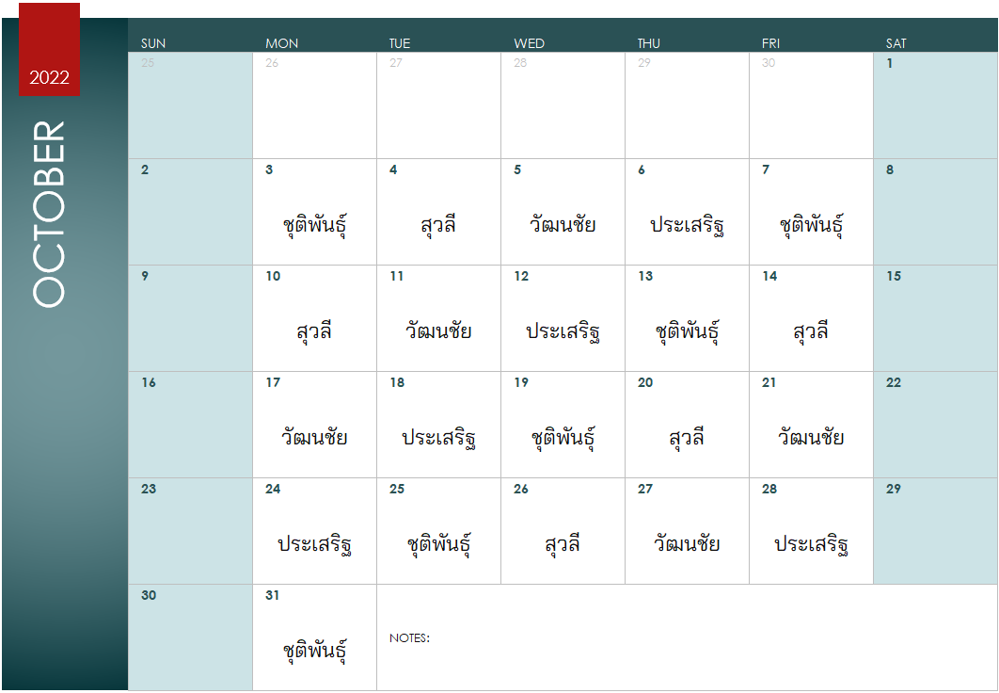 2022
OCTOBER
SUN MON TUE WED THU FRI SAT
25 26 27 28 29 30 1
2 3 4 5 6 7 8
ชุติพันธุ์ สุวลี วัฒนชัย ประเสริฐ ชุติพันธุ์
9 10 11 12 13 14 15
สุวลี วัฒนชัย ประเสริฐ ชุติพันธุ์ สุวลี
16 17 18 19 20 21 22
วัฒนชัย ประเสริฐ ชุติพันธุ์ สุวลี วัฒนชัย
23 24 25 26 27 28 29
ประเสริฐ ชุติพันธุ์ สุวลี วัฒนชัย ประเสริฐ
30 31
NOTES:
ชุติพันธุ์